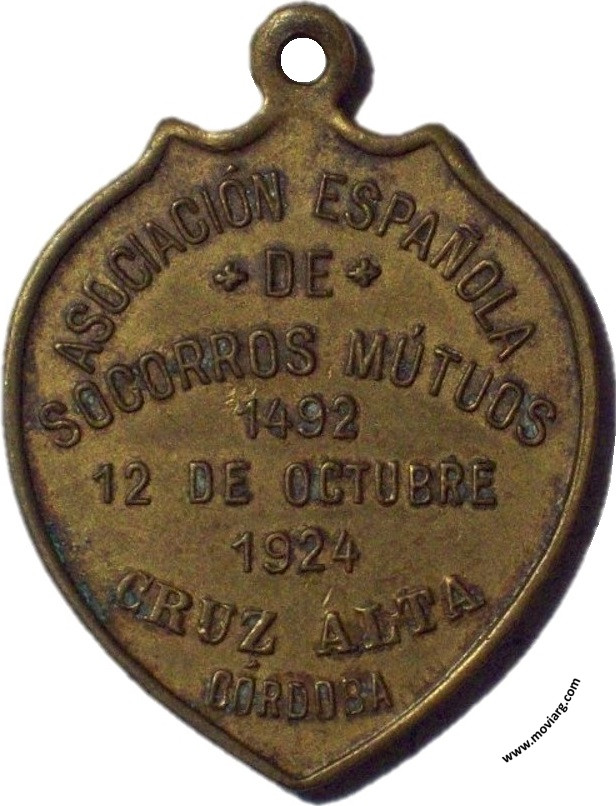 ASOCIACIÓN ESPAÑOLA
DE
SOCORROS MÚTUOS
1492
12 DE OCTUBRE
1924
CRUZ ALTA
CÓRDOBA
www.moviarg.com